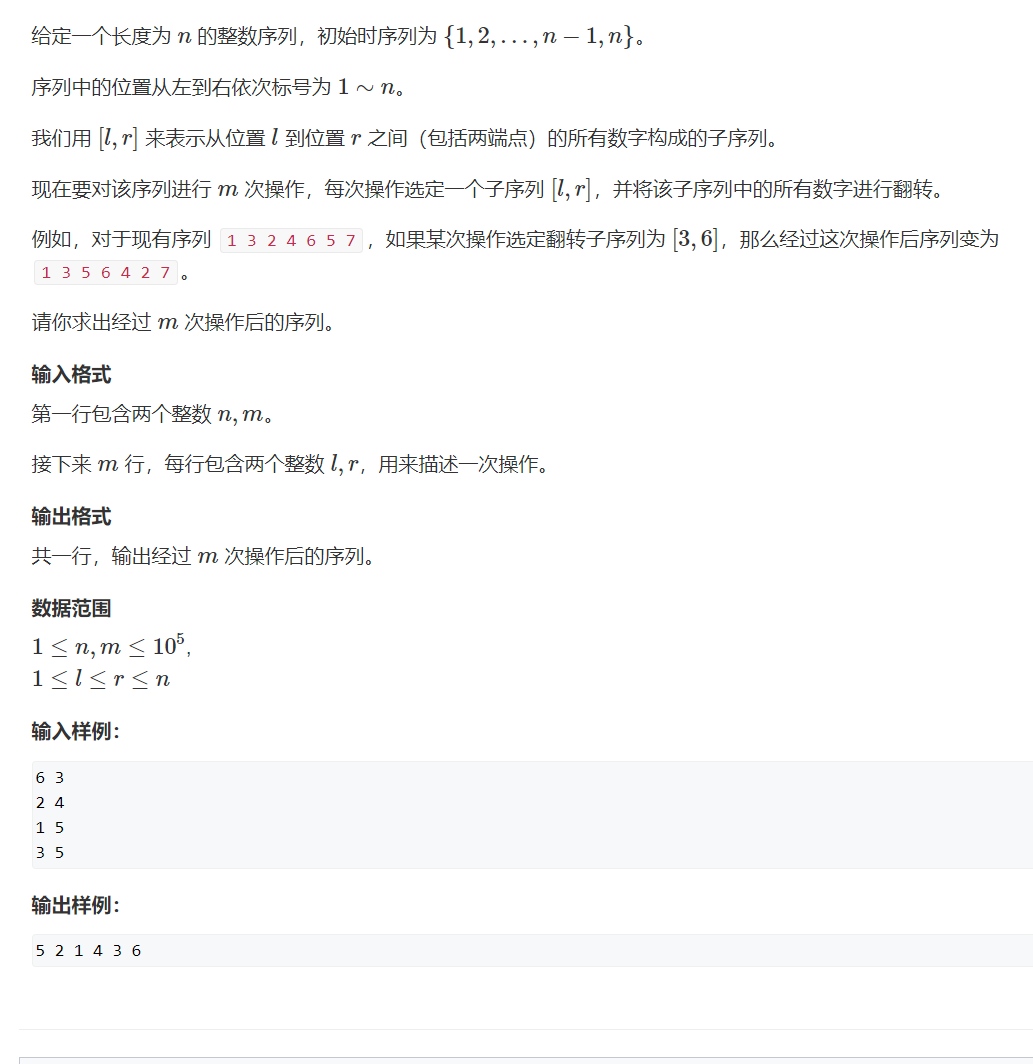 给定一个长度为 n 的整数序列，初始时序列为 {1,2,…,n−1,n}。
序列中的位置从左到右依次标号为 1∼n。
我们用 [l,r] 来表示从位置 l 到位置 r 之间（包括两端点）的所有数字构成的子序列。
现在要对该序列进行 m 次操作，每次操作选定一个子序列 [l,r]，并将该子序列中的所有数字进行翻转。
例如，对于现有序列 1 3 2 4 6 5 7，如果某次操作选定翻转子序列为 [3,6]，那么经过这次操作后序列变为
1 3 5 6 4 2 7。
请你求出经过 m 次操作后的序列。
输入格式
第一行包含两个整数 n,m。
接下来 m 行，每行包含两个整数 l,r，用来描述一次操作。
输出格式
共一行，输出经过 m 次操作后的序列。
数据范围
1≤n,m≤10⁵,
1≤l≤r≤n
输入样例：
6 3
2 4
1 5
3 5
输出样例：
5 2 1 4 3 6